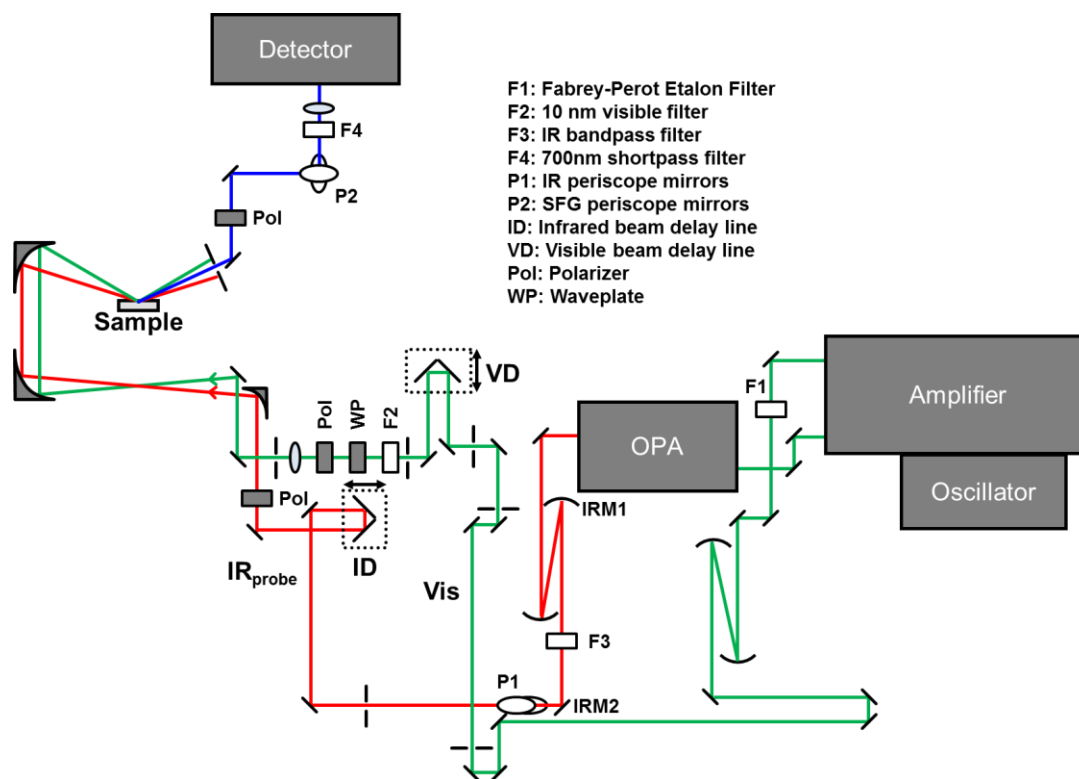 Detector
F4
P2
Pol
Sample
F1: Fabrey-Perot Etalon Filter
F2: 10 nm visible filter
F3: IR bandpass filter
F4: 700nm shortpass filter
P1: IR periscope mirrors
P2: SFG periscope mirrors
ID: Infrared beam delay line
VD: Visible beam delay line
Pol: Polarizer
WP: Waveplate
VD
Pol
WP
F2
F1
Amplifier
OPA
Oscillator
Pol
ID
IRM1
IRprobe
Vis
F3
P1
IRM2